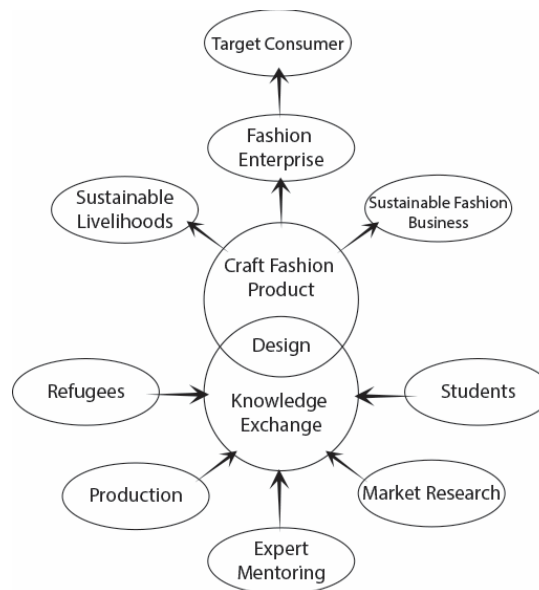 Target Consumer
Fashion
Enterprise
Sustainable
Livelihoods
Sustainable Fashion
Business
Craft Fashion
Product
Design
Refugees
Students
Knowledge
Exchange
Production
Market Research
Expert
Mentoring